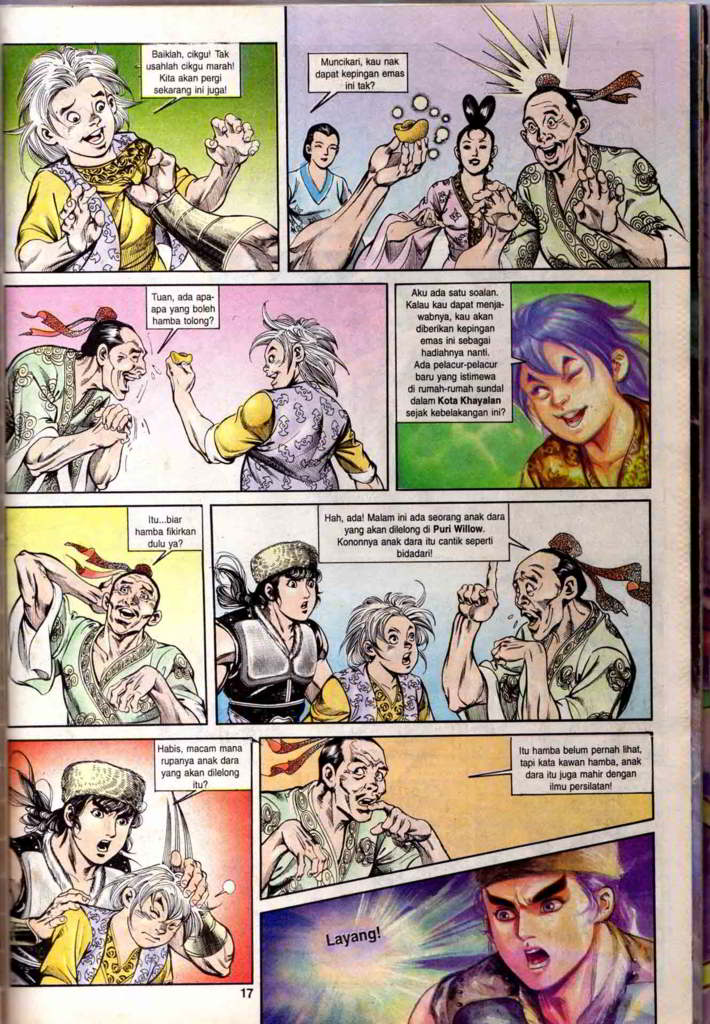 Baiklah, cikgu! Tak
usahlah cikgu marah!
Kita akan pergi
sekarang ini juga!
Muncikari, kau nak
dapat kepingan emas
ini tak?
Tuan, ada apa-
apa yang boleh
hamba tolong?
Aku ada satu soalan.
Kalau kau dapat menja-
wabnya, kau akan
diberikan kepingan
emas ini sebagai
hadiahnya nanti.
Ada pelacur-pelacur
baru yang istimewa
di rumah-rumah sundal
dalam Kota Khayalan
sejak kebelakangan ini?
Itu...biar
hamba fikirkan
dulu ya?
Hah, ada! Malam ini ada seorang anak dara
yang akan dilelong di Puri Willow.
Kononnya anak dara itu cantik seperti
bidadari!
Habis, macam mana
rupanya anak dara
yang akan dilelong
itu?
Itu hamba belum pernah lihat,
tapi kata kawan hamba, anak
dara itu juga mahir dengan
ilmu persilatan!
Layang!
17